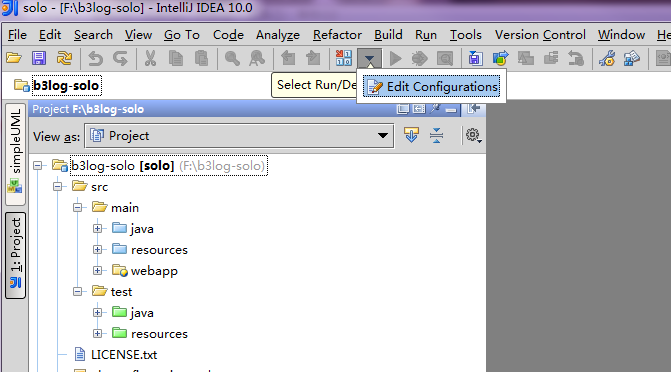 solo - [F:\b3log-solo] - IntelliJ IDEA 10.0
File Edit Search View Go To Code Analyze Refactor Build Run Tools Version Control Window He
b3log-solo
Select Run/De
Edit Configurations
Project F:\b3log-solo
View as: Project
simpleUML
1: Project
b3log-solo [solo] (F:\b3log-solo)
src
main
java
resources
webapp
test
java
resources
LICENSE.txt